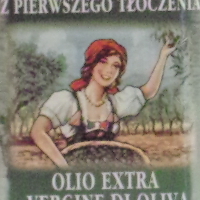 Z PIERWSZEGO TŁOCZENIA
OLIO EXTRA
VERGINE DI OLIVA